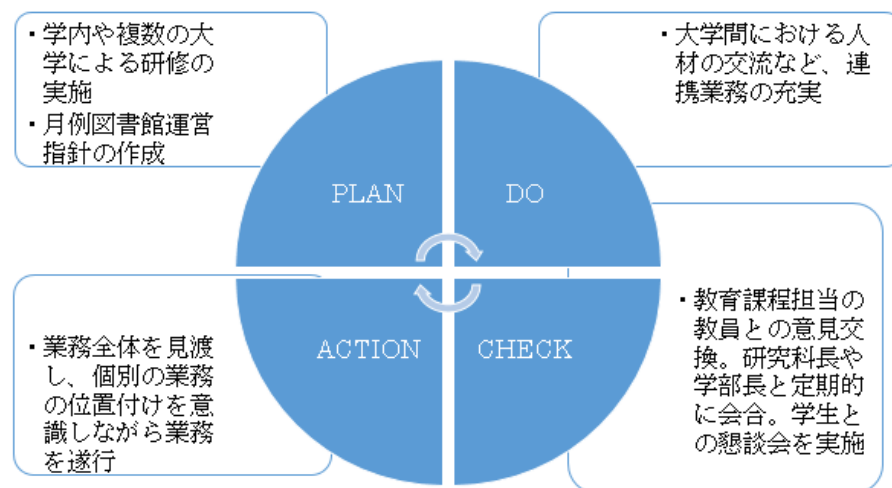 ・学内や複数の大
学による研修の
実施
・月例図書館運営
指針の作成
・大学間における人
材の交流など、連
携業務の充実
PLAN
DO
ACTION
CHECK
・業務全体を見渡
し、個別の業務
の位置付けを意
識しながら業務
を遂行
・教育課程担当の
教員との意見交
換。研究科長や
学部長と定期的
に会合。学生と
の懇談会を実施